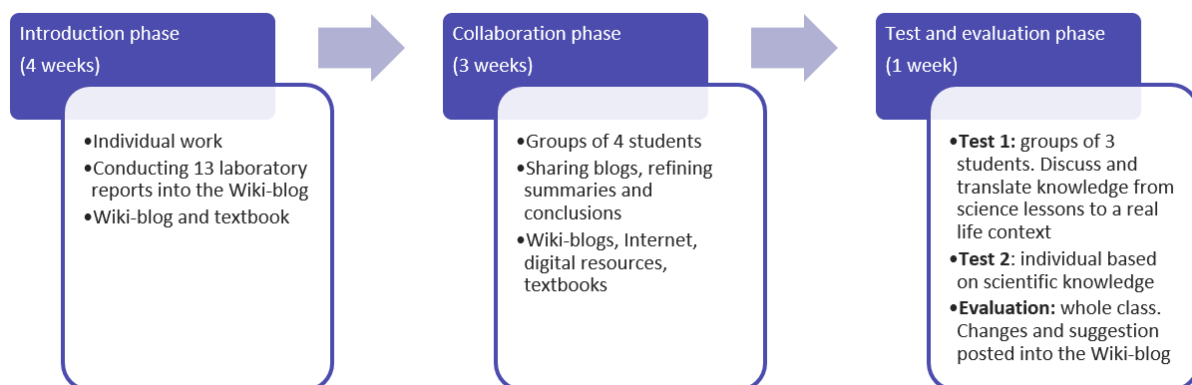 Introduction phase
(4 weeks)
•Individual work
•Conducting 13 laboratory
reports into the Wiki-blog
•Wiki-blog and textbook
Collaboration phase
(3 weeks)
•Groups of 4 students
•Sharing blogs, refining
summaries and
conclusions
•Wiki-blogs, Internet,
digital resources,
textbooks
Test and evaluation phase
(1 week)
•Test 1: groups of 3
students. Discuss and
translate knowledge from
science lessons to a real
life context
•Test 2: individual based
on scientific knowledge
•Evaluation: whole class.
Changes and suggestion
posted into the Wiki-blog